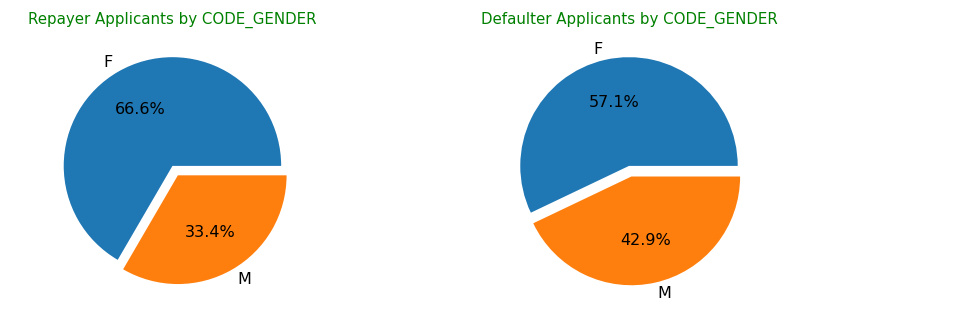 Repayer Applicants by CODE_GENDER
F
66.6%
33.4%
M
Defaulter Applicants by CODE_GENDER
F
57.1%
42.9%
M